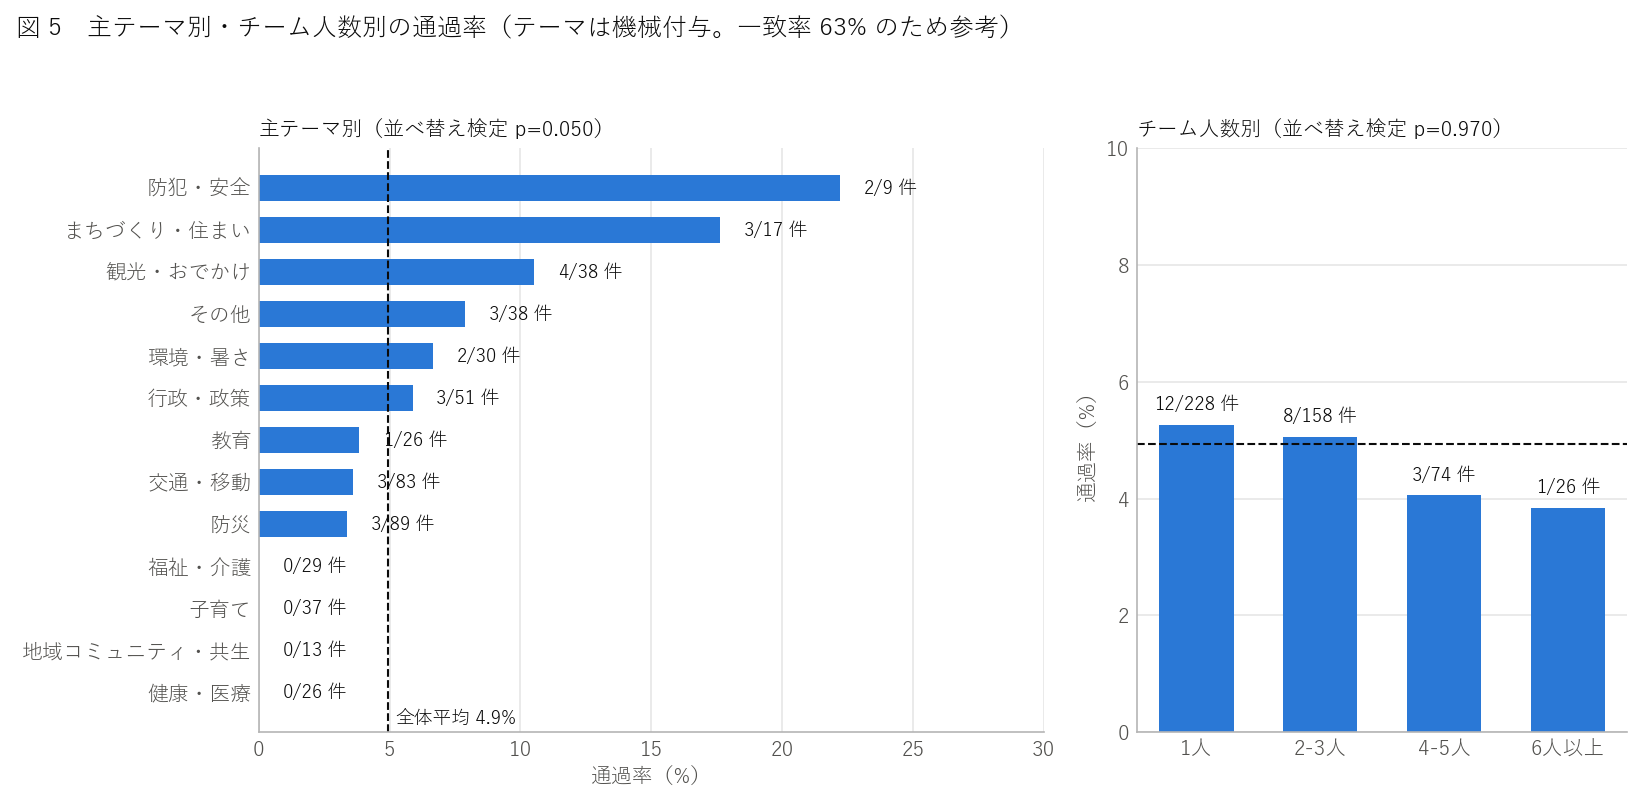 図 5　主テーマ別・チーム人数別の通過率（テーマは機械付与。一致率 63% のため参考）
主テーマ別（並べ替え検定 p=0.050）
防犯・安全 2/9 件
まちづくり・住まい 3/17 件
観光・おでかけ 4/38 件
その他 3/38 件
環境・暑さ 2/30 件
行政・政策 3/51 件
教育 1/26 件
交通・移動 3/83 件
防災 3/89 件
福祉・介護 0/29 件
子育て 0/37 件
地域コミュニティ・共生 0/13 件
健康・医療 0/26 件
全体平均 4.9%
0 5 10 15 20 25 30
通過率（%）
チーム人数別（並べ替え検定 p=0.970）
通過率（%）
10
8
6
4
2
0
12/228 件
8/158 件
3/74 件
1/26 件
1人 2-3人 4-5人 6人以上